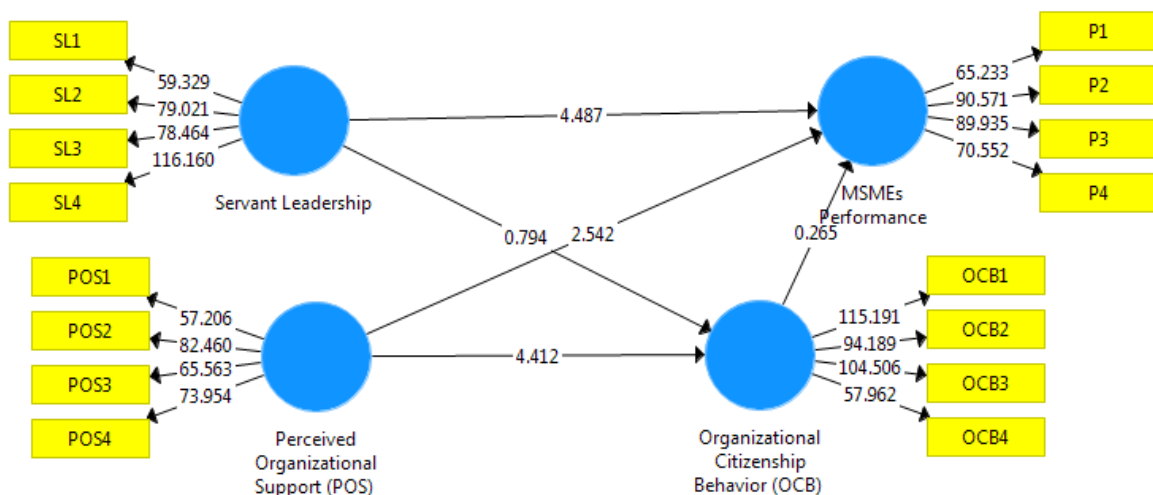 SL1
SL2
SL3
SL4
59.329
79.021
78.464
116.160
Servant Leadership
4.487
P1
P2
P3
P4
65.233
90.571
89.935
70.552
MSMEs
Performance
0.794
2.542
0.265
POS1
POS2
POS3
POS4
57.206
82.460
65.563
73.954
Perceived
Organizational
Support (POS)
4.412
OCB1
OCB2
OCB3
OCB4
115.191
94.189
104.506
57.962
Organizational
Citizenship
Behavior (OCB)